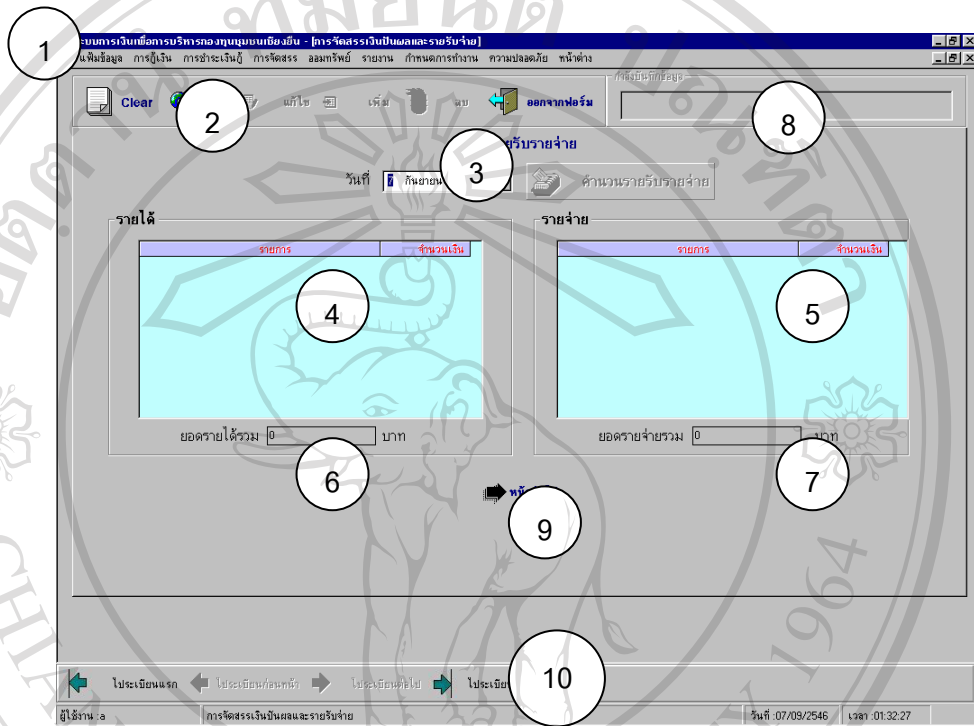 ระบบการเงินเพื่อการบริหารกองทุนชุมชนเชียงยืน - [การจัดสรรเงินปันผลและรายรับจ่าย]
แฟ้มข้อมูล การกู้เงิน การชำระเงินกู้ การจัดสรร ออมทรัพย์ รายงาน กำหนดการทำงาน ความปลอดภัย หน้าต่าง
1
กำลังบันทึกข้อมูล
Clear แก้ไข เพิ่ม ลบ ออกจากฟอร์ม
2
8
รายรับรายจ่าย
วันที่ 7 กันยายน คำนวนรายรับรายจ่าย
3
รายได้ รายจ่าย
รายการ จำนวนเงิน รายการ จำนวนเงิน
4 5
ยอดรายได้รวม 0 บาท ยอดรายจ่ายรวม 0 บาท
6 7
9
10
ไประเบียนแรก ไประเบียนก่อนหน้า ไประเบียนต่อไป
ผู้ใช้งาน :a การจัดสรรเงินปันผลและรายรับจ่าย วันที่ :07/09/2546 เวลา :01:32:27
1964